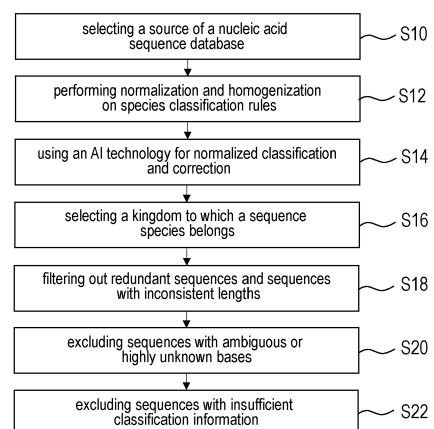 selecting a source of a nucleic acid
sequence database
S10
performing normalization and homogenization
on species classification rules
S12
using an AI technology for normalized classification
and correction
S14
selecting a kingdom to which a sequence
species belongs
S16
filtering out redundant sequences and sequences
with inconsistent lengths
S18
excluding sequences with ambiguous or
highly unknown bases
S20
excluding sequences with insufficient
classification information
S22